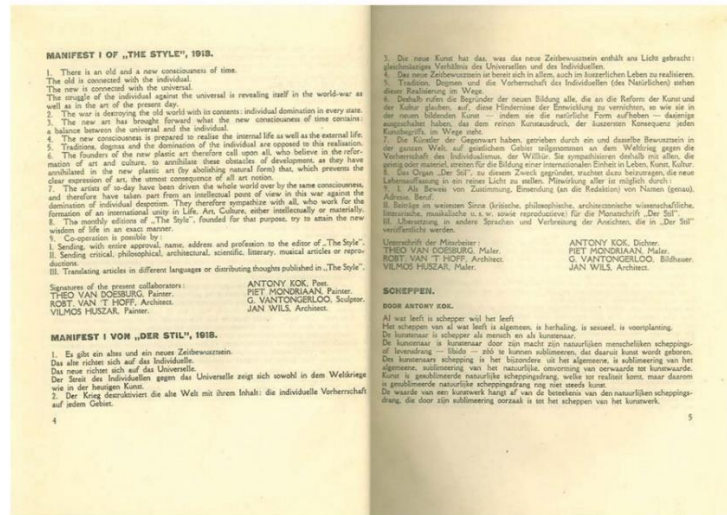 MANIFEST I OF „THE STYLE", 1918.
1. There is an old and a new consciousness of time.
The old is connected with the individual.
The new is connected with the universal.
The struggle of the individual against the universal is revealing itself in the world-war as
well as in the art of the present day.
2. The war is destroying the old world with its contents: individual domination in every state.
3. The new art has brought forward what the new consciousness of time contains:
a balance between the universal and the individual.
4. The new consciousness is prepared to realise the internal life as well as the external life.
5. Traditions, dogmas and the domination of the individual are opposed to this realisation.
6. The founders of the new plastic art therefore call upon all, who believe in the refor-
mation of art and culture, to annihilate these obstacles of development, as they have
annihilated in the new plastic art (by abolishing natural form) that, which prevents the
clear expression of art, the utmost consequence of all art notion.
7. The artists of to-day have been driven the whole world over by the same consciousness,
and therefore have taken part from an intellectual point of view in this war against the
domination of individual despotism. They therefore sympathize with all, who work for the
formation of an international unity in Life, Art, Culture, either intellectually or materially.
8. The monthly editions of „The Style", founded for that purpose, try to attain the new
wisdom of life in an exact manner.
9. Co-operation is possible by:
I. Sending, with entire approval, name, address and profession to the editor of „The Style".
II. Sending critical, philosophical, architectural, scientific, litterary, musical articles or repro-
ductions.
III. Translating articles in different languages or distributing thoughts published in „The Style".
Signatures of the present collaborators:
THEO VAN DOESBURG, Painter.
ROBT. VAN 'T HOFF, Architect.
VILMOS HUSZAR, Painter.
ANTONY KOK, Poet.
PIET MONDRIAAN, Painter.
G. VANTONGERLOO, Sculptor.
JAN WILS, Architect.
MANIFEST I VON „DER STIL", 1918.
1. Es gibt ein altes und ein neues Zeitbewusztsein.
Das alte richtet sich auf das Individuelle.
Das neue richtet sich auf das Universelle.
Der Streit des Individuellen gegen das Universelle zeigt sich sowohl in dem Weltkriege
wie in der heutigen Kunst.
2. Der Krieg destruktiviert die alte Welt mit ihrem Inhalt: die individuelle Vorherrschaft
auf jedem Gebiet.
4
3. Die neue Kunst hat das, was das neue Zeitbewusztsein enthält ans Licht gebracht:
gleichmäsziges Verhältnis des Universellen und des Individuellen.
4. Das neue Zeitbewusztsein ist bereit sich in allem, auch im äuszerlichen Leben zu realisieren.
5. Tradition, Dogmen und die Vorherrschaft des Individuellen (des Natürlichen) stehen
dieser Realisierung im Wege.
6. Deshalb rufen die Begründer der neuen Bildung alle, die an die Reform der Kunst und
der Kultur glauben, auf, diese Hindernisse der Entwicklung zu vernichten, so wie sie in
der neuen bildenden Kunst — indem sie die natürliche Form aufhoben — dasjenige
ausgeschaltet haben, das dem reinen Kunstausdruck, der äuszersten Konsequenz jeden
Kunstbegriffs, im Wege steht.
7. Die Künstler der Gegenwart haben, getrieben durch ein und dasselbe Bewusztsein in
der ganzen Welt, auf geistlichem Gebiet teilgenommen an dem Weltkrieg gegen die
Vorherrschaft des Individualismus, der Willkür. Sie sympathisieren deshalb mit allen, die
geistig oder materiel, streiten für die Bildung einer internationalen Einheit in Leben, Kunst, Kultur.
8. Das Organ „Der Stil", zu diesem Zweck gegründet, trachtet dazu beizutragen, die neue
Lebensauffassung in ein reines Licht zu stellen. Mitwirkung ist möglich durch:
9. I. Als Beweis von Zustimmung, Einsendung (an die Redaktion) von Namen (genau),
Adresse, Beruf.
II. Beiträge im weitesten Sinne (kritische, philosophische, architektonische wissenschaftliche,
litterarische, musikalische u. s. w. sowie reproductieve) für die Monatschrift „Der Stil".
III. Übersetzung in andere Sprachen und Verbreitung der Ansichten, die in „Der Stil"
veröffentlicht werden.
Unterschrift der Mitarbeiter:
THEO VAN DOESBURG, Maler.
ROBT. VAN 'T HOFF, Architect.
VILMOS HUSZAR, Maler.
ANTONY KOK, Dichter.
PIET MONDRIAAN, Maler.
G. VANTONGERLOO, Bildhauer.
JAN WILS, Architect.
SCHEPPEN.
DOOR ANTONY KOK.
Al wat leeft is schepper wijl het leeft
Het scheppen van al wat leeft is algemeen, is herhaling, is sexueel, is voortplanting.
De kunstenaar is schepper als mensch en als kunstenaar.
De kunstenaar is kunstenaar door zijn macht zijn natuurlijken menschelijken scheppings-
of levensdrang — libido — zóó te kunnen sublimeeren, dat daaruit kunst wordt geboren.
Des kunstenaars schepping is het bijzondere uit het algemeene, is sublimeering van het
algemeene, sublimeering van het natuurlijke, omvorming van oerwaarde tot kunstwaarde.
Kunst is gesublimeerde natuurlijke scheppingsdrang, welke tot realiteit komt, maar daarom
is gesublimeerde natuurlijke scheppingsdrang nog niet steeds kunst.
De waarde van een kunstwerk hangt af van de beteekenis van den natuurlijken scheppings-
drang, die door zijn sublimeering oorzaak is tot het scheppen van het kunstwerk.
5